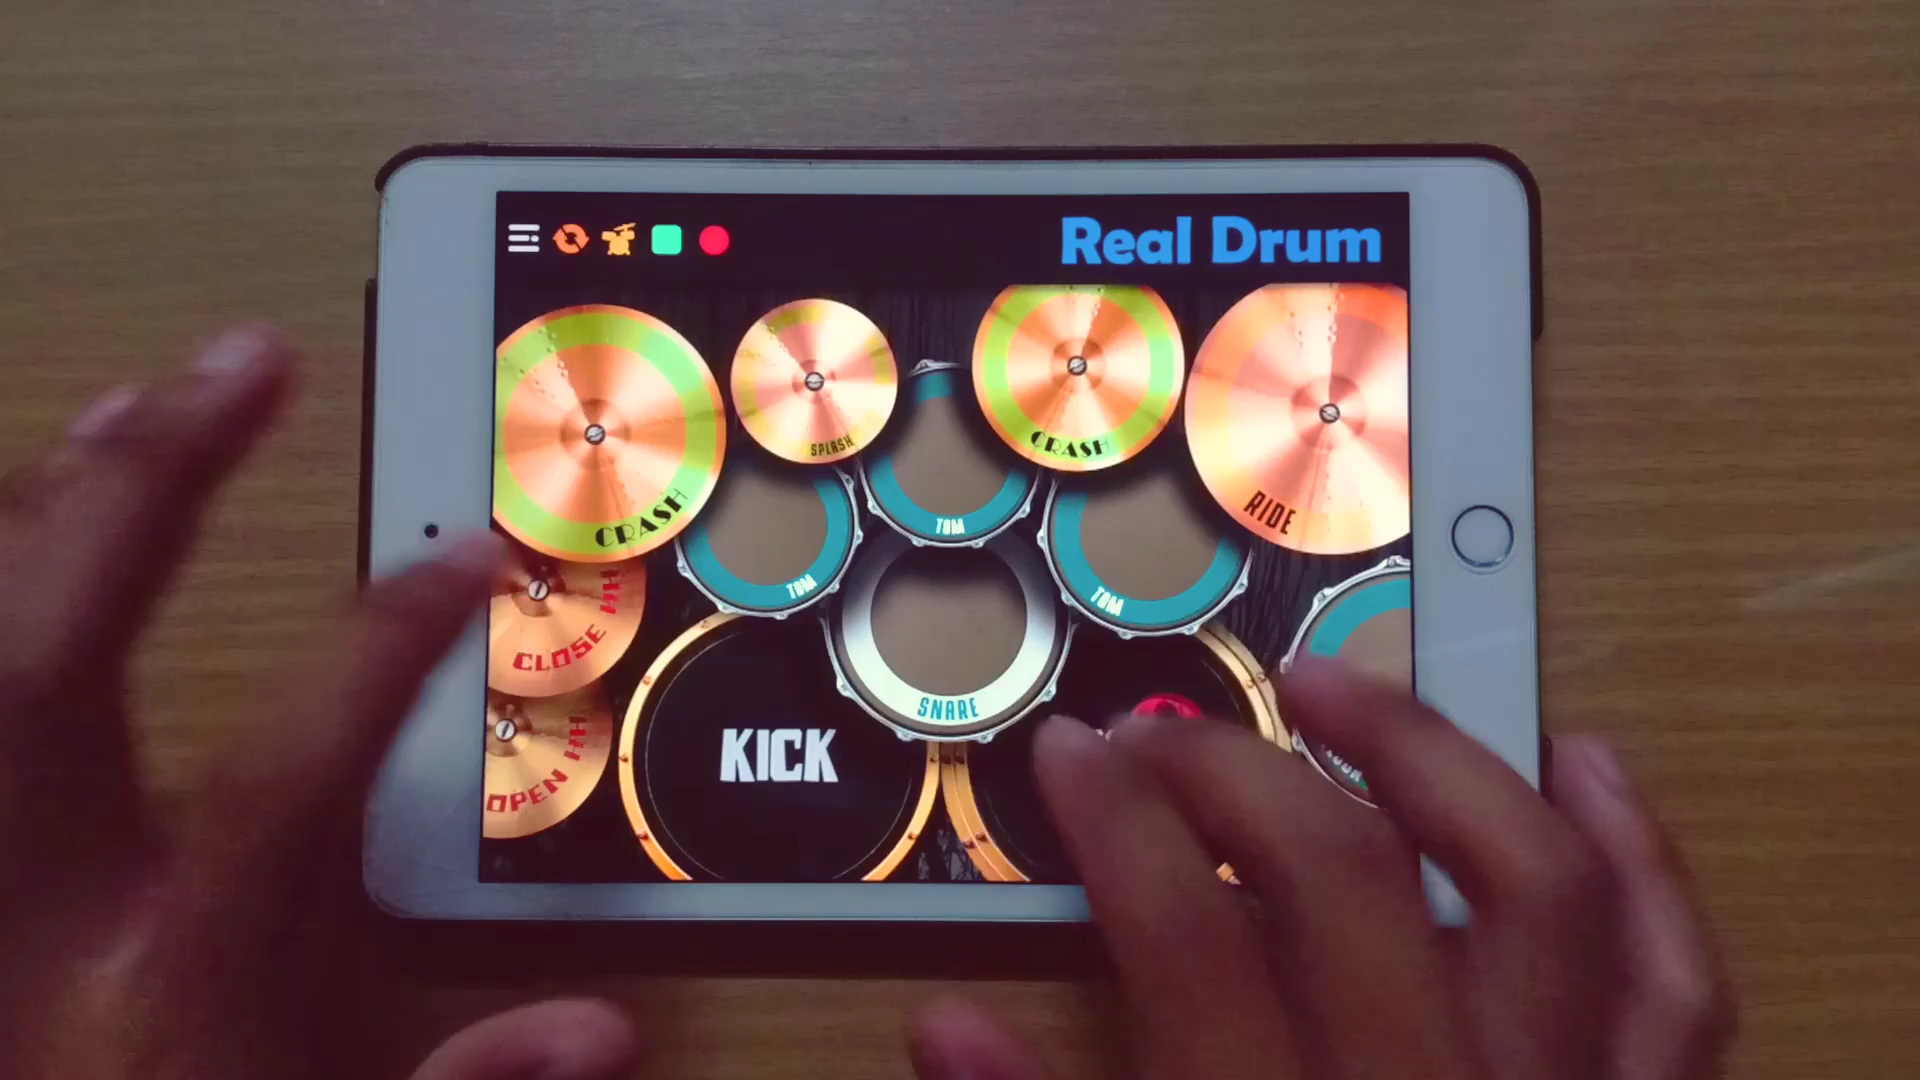 Real Drum
CRASH
SPLASH
CRASH
RIDE
TOM
TOM
TOM
CLOSE HH
SNARE
KICK
OPEN HH